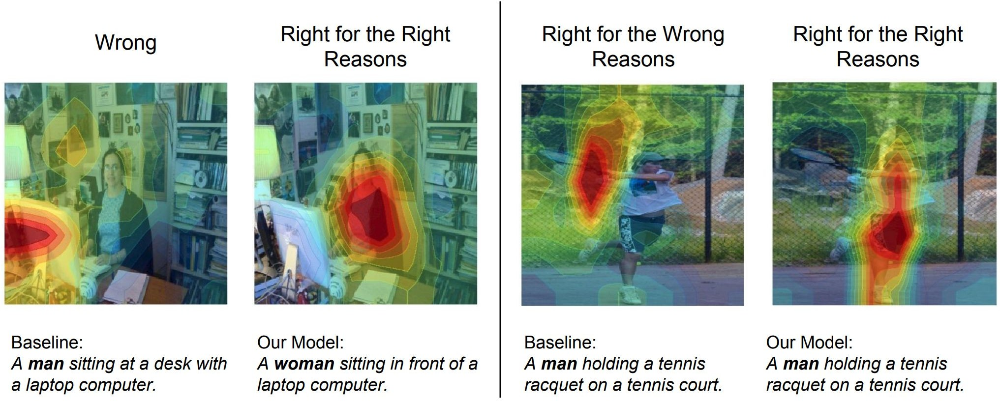 Wrong
Right for the Right
Reasons
Right for the Wrong
Reasons
Right for the Right
Reasons
Baseline:
A man sitting at a desk with
a laptop computer.
Our Model:
A woman sitting in front of a
laptop computer.
Baseline:
A man holding a tennis
racquet on a tennis court.
Our Model:
A man holding a tennis
racquet on a tennis court.